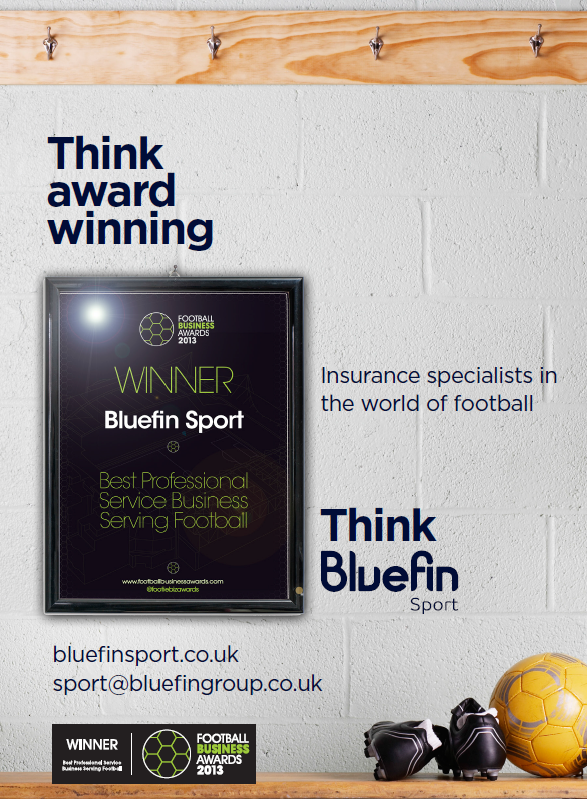 Think
award
winning
FOOTBALL
BUSINESS
AWARDS
2013
WINNER
Bluefin Sport
Best Professional
Service Business
Serving Football
www.footballbusinessawards.com
@footiebizawards
Insurance specialists in
the world of football
Think
Bluefin
Sport
bluefinsport.co.uk
sport@bluefingroup.co.uk
WINNER
Best Professional Service
Business Serving Football
FOOTBALL
BUSINESS
AWARDS
2013